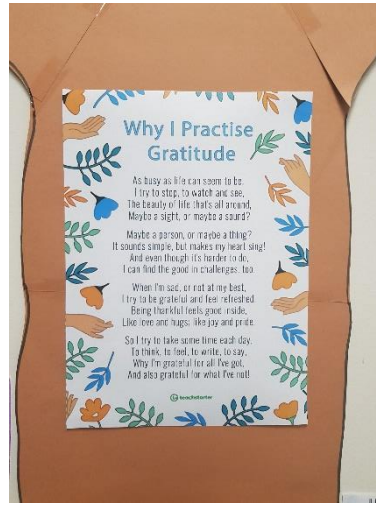 Why I Practise
Gratitude
As busy as life can seem to be,
I try to stop, to watch and see,
The beauty of life that's all around,
Maybe a sight, or maybe a sound?
Maybe a person, or maybe a thing?
It sounds simple, but makes my heart sing!
And even though it's harder to do,
I can find the good in challenges, too.
When I'm sad, or not at my best,
I try to be grateful and feel refreshed.
Being thankful feels good inside,
Like love and hugs; like joy and pride.
So I try to take some time each day,
To think, to feel, to write, to say,
Why I'm grateful for all I've got,
And also grateful for what I've not!
teachstarter